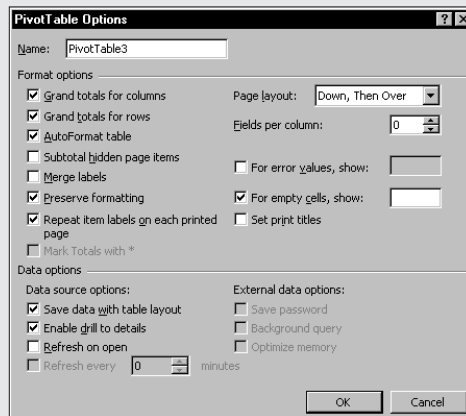 PivotTable Options
Name: PivotTable3
Format options
Grand totals for columns
Grand totals for rows
AutoFormat table
Subtotal hidden page items
Merge labels
Preserve formatting
Repeat item labels on each printed
page
Mark Totals with *
Page layout: Down, Then Over
Fields per column: 0
For error values, show:
For empty cells, show:
Set print titles
Data options
Data source options:
Save data with table layout
Enable drill to details
Refresh on open
Refresh every 0 minutes
External data options:
Save password
Background query
Optimize memory
OK Cancel